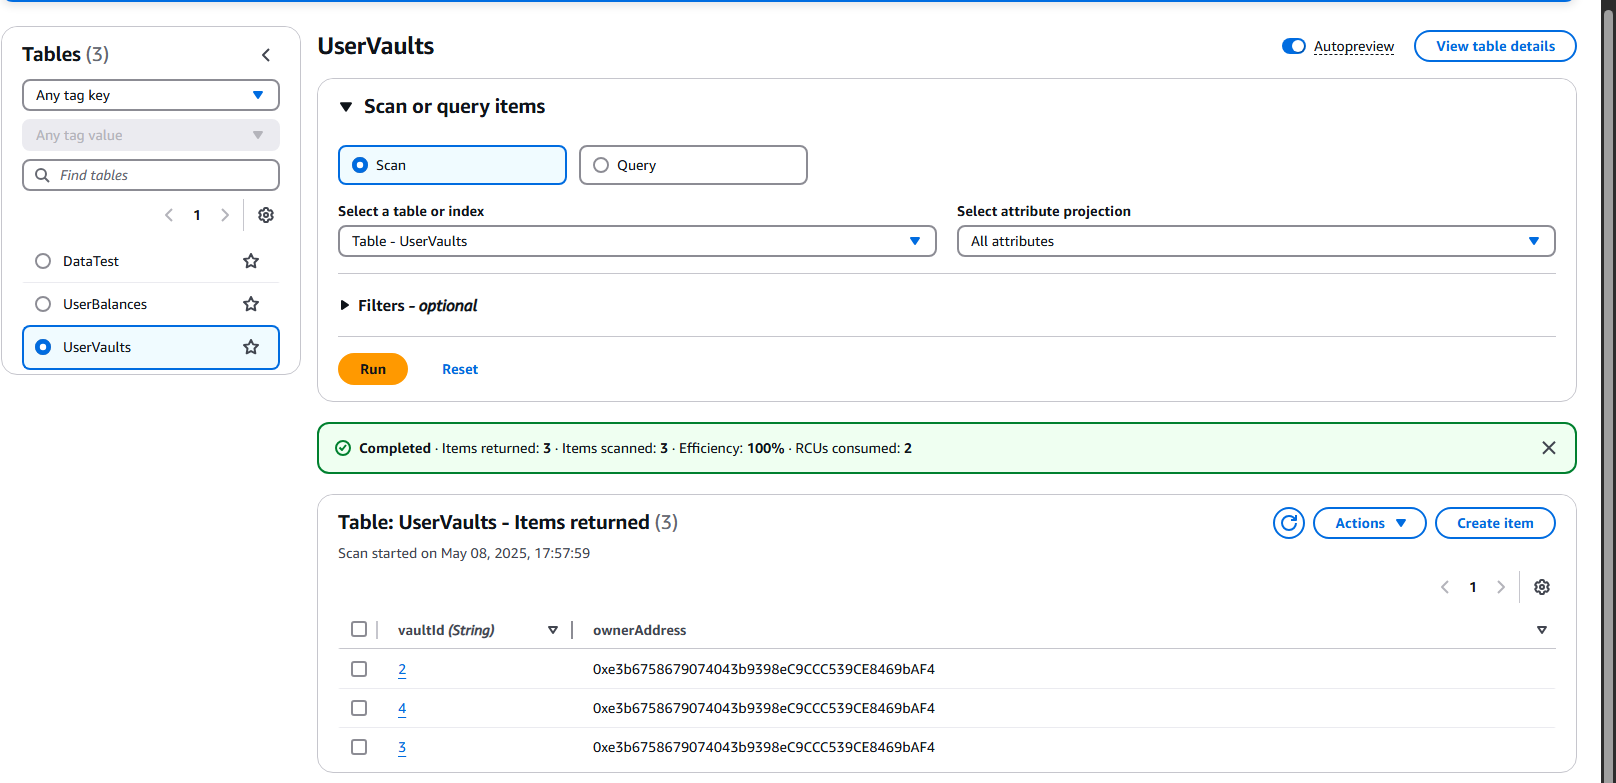 Tables (3)
Any tag key
Any tag value
Find tables
1
DataTest
UserBalances
UserVaults
UserVaults
Autopreview
View table details
Scan or query items
Scan
Query
Select a table or index
Select attribute projection
Table - UserVaults
All attributes
Filters - optional
Run
Reset
Completed · Items returned: 3 · Items scanned: 3 · Efficiency: 100% · RCUs consumed: 2
Table: UserVaults - Items returned (3)
Actions
Create item
Scan started on May 08, 2025, 17:57:59
1
vaultId (String)
ownerAddress
2
0xe3b6758679074043b9398eC9CCC539CE8469bAF4
4
0xe3b6758679074043b9398eC9CCC539CE8469bAF4
3
0xe3b6758679074043b9398eC9CCC539CE8469bAF4